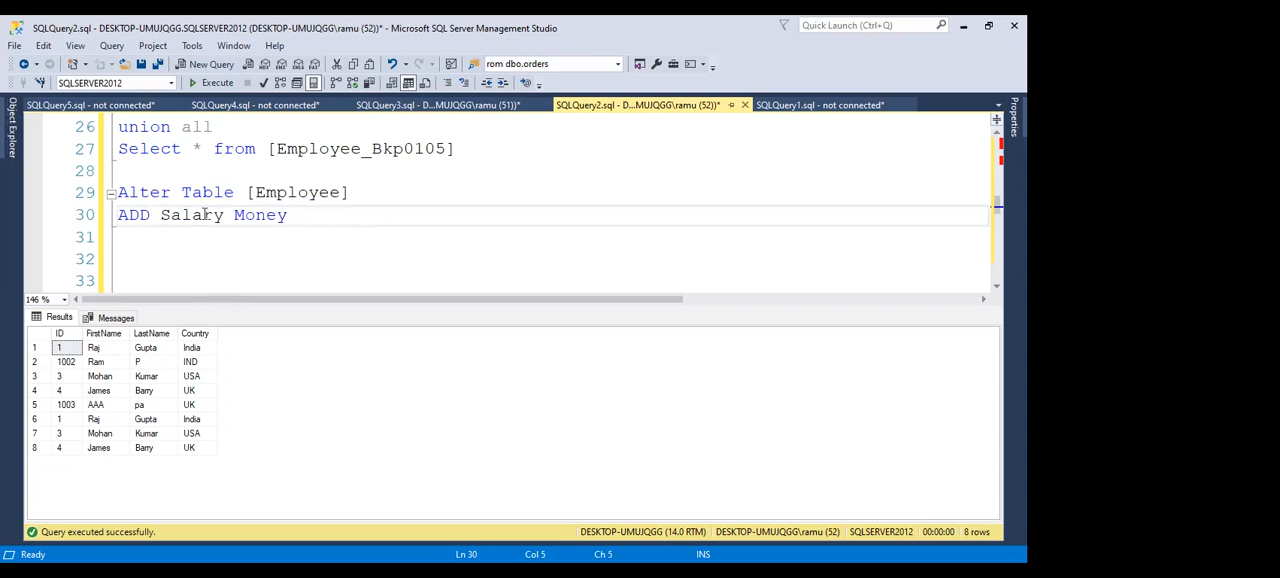 SQLQuery2.sql - DESKTOP-UMUJQGG.SQLSERVER2012 (DESKTOP-UMUJQGG\ramu (52))* - Microsoft SQL Server Management Studio
Quick Launch (Ctrl+Q)
File Edit View Query Project Tools Window Help
New Query rom dbo.orders
SQLSERVER2012 Execute
SQLQuery5.sql - not connected* SQLQuery4.sql - not connected* SQLQuery3.sql - D...MUJQGG\ramu (51))* SQLQuery2.sql - D...MUJQGG\ramu (52))* SQLQuery1.sql - not connected*
Object Explorer
Properties
26 union all
27 Select * from [Employee_Bkp0105]
28
29 Alter Table [Employee]
30 ADD Salary Money
31
32
33
146 %
Results Messages
ID FirstName LastName Country
1 1 Raj Gupta India
2 1002 Ram P IND
3 3 Mohan Kumar USA
4 4 James Barry UK
5 1003 AAA pa UK
6 1 Raj Gupta India
7 3 Mohan Kumar USA
8 4 James Barry UK
Query executed successfully. DESKTOP-UMUJQGG (14.0 RTM) DESKTOP-UMUJQGG\ramu (52) SQLSERVER2012 00:00:00 8 rows
Ready Ln 30 Col 5 Ch 5 INS